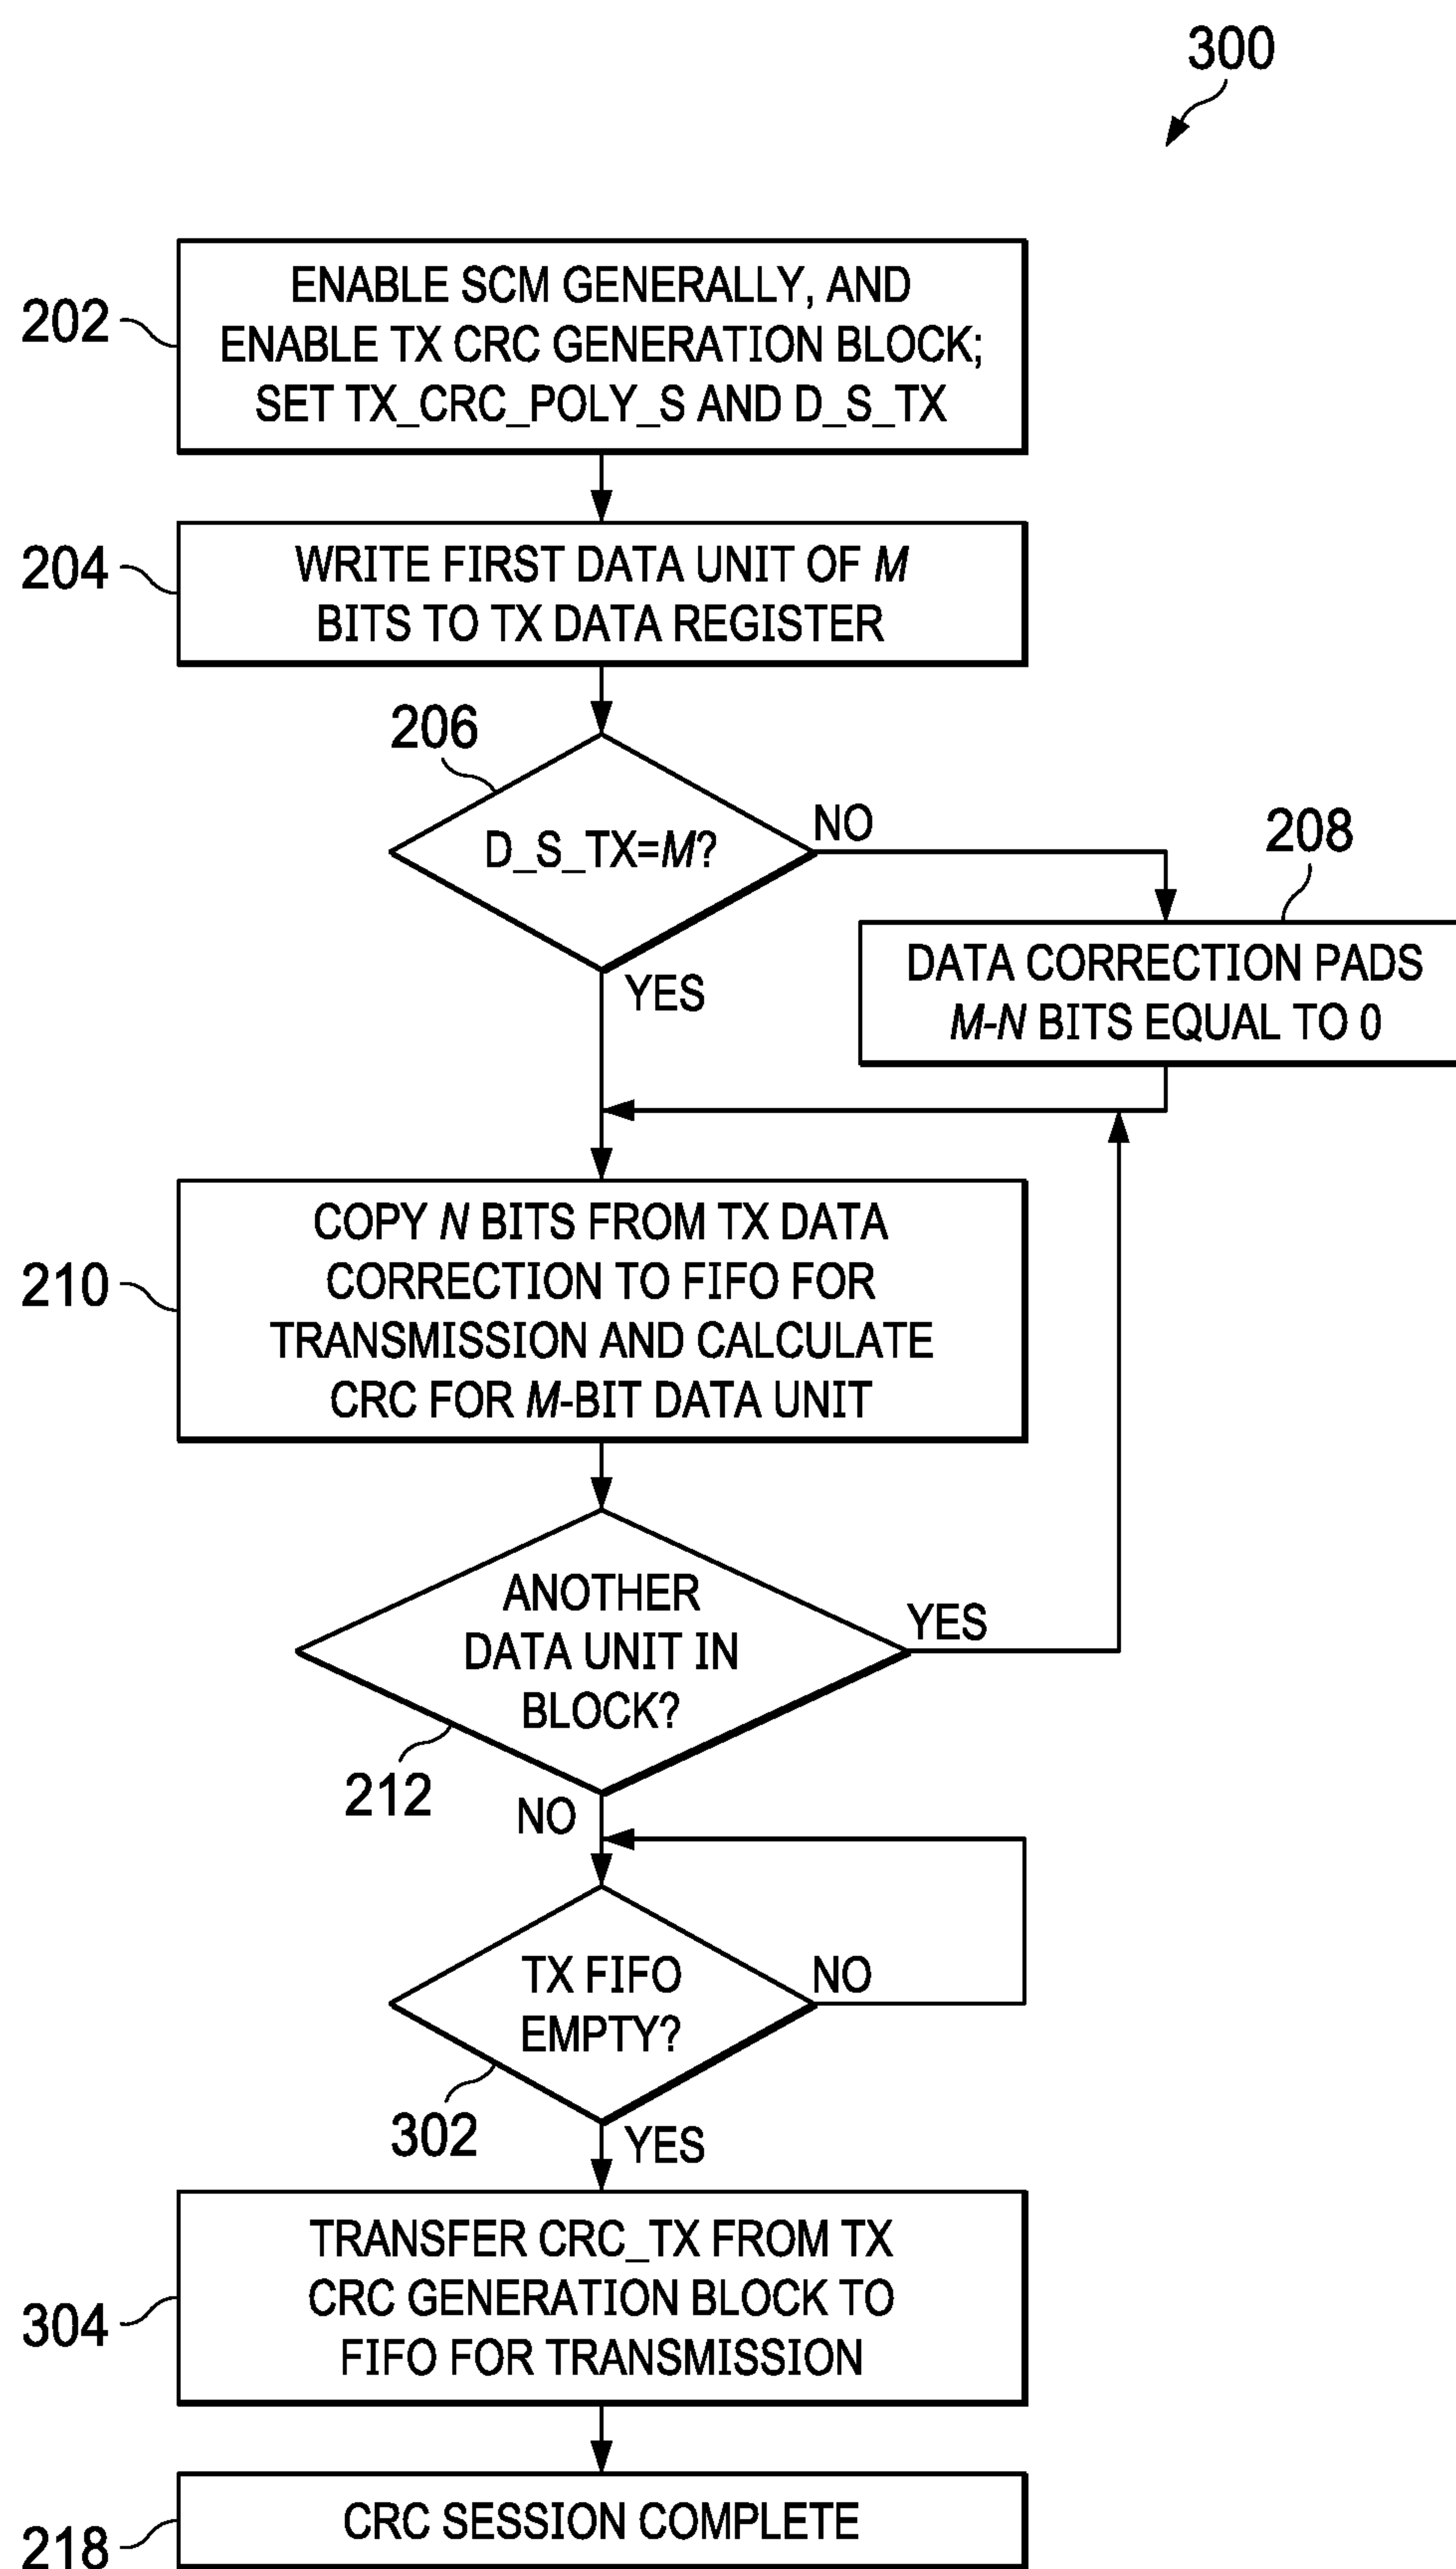 300
202
ENABLE SCM GENERALLY, AND
ENABLE TX CRC GENERATION BLOCK;
SET TX_CRC_POLY_S AND D_S_TX
204
WRITE FIRST DATA UNIT OF M
BITS TO TX DATA REGISTER
206
D_S_TX=M?
NO
YES
208
DATA CORRECTION PADS
M-N BITS EQUAL TO 0
210
COPY N BITS FROM TX DATA
CORRECTION TO FIFO FOR
TRANSMISSION AND CALCULATE
CRC FOR M-BIT DATA UNIT
ANOTHER
DATA UNIT IN
BLOCK?
YES
212
NO
TX FIFO
EMPTY?
NO
302
YES
304
TRANSFER CRC_TX FROM TX
CRC GENERATION BLOCK TO
FIFO FOR TRANSMISSION
218
CRC SESSION COMPLETE